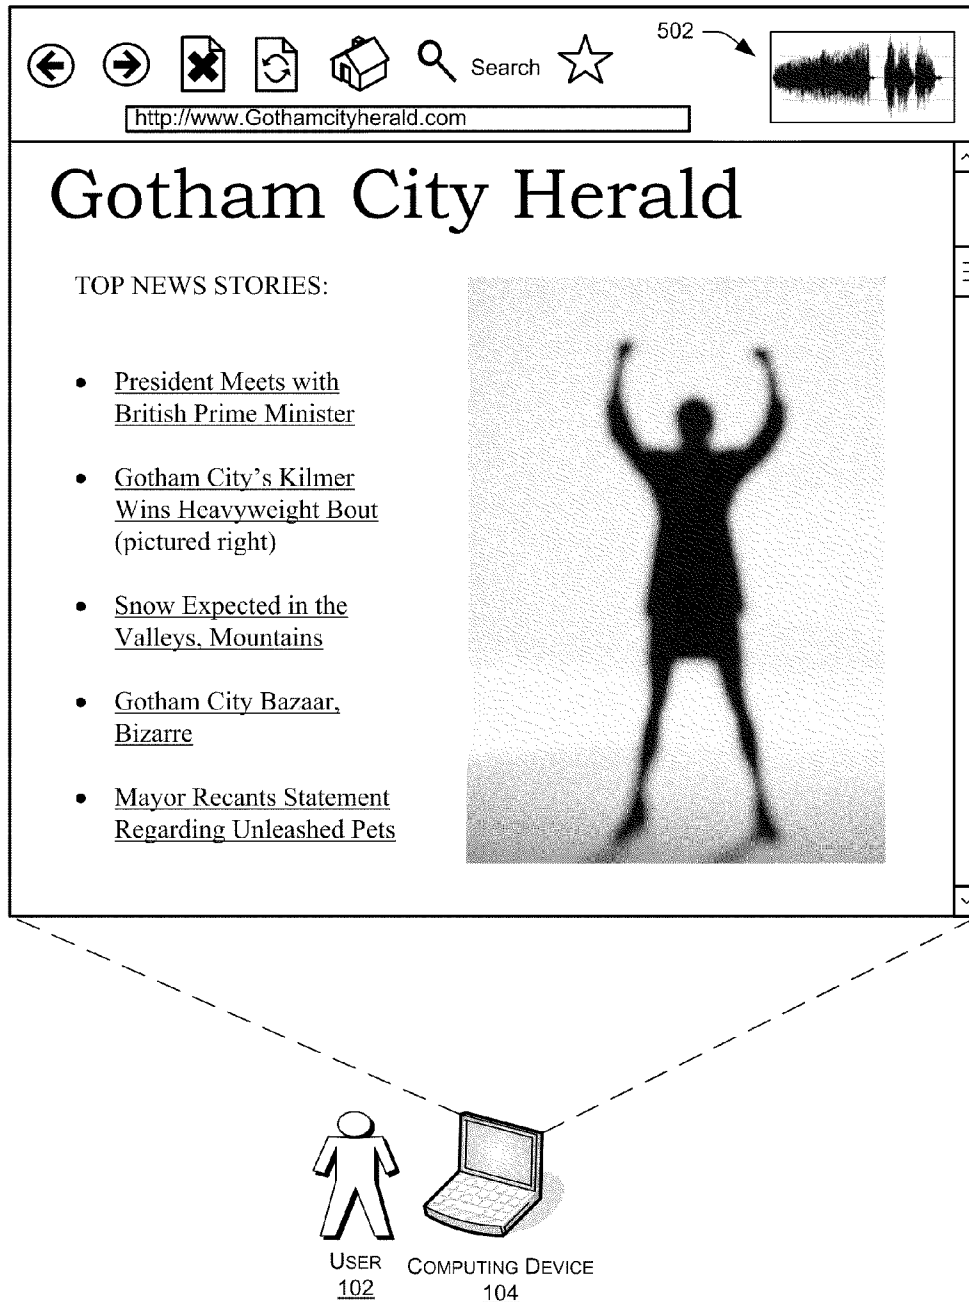 502
Search
http://www.Gothamcityherald.com
Gotham City Herald
TOP NEWS STORIES:
• President Meets with
British Prime Minister
• Gotham City's Kilmer
Wins Heavyweight Bout
(pictured right)
• Snow Expected in the
Valleys, Mountains
• Gotham City Bazaar,
Bizarre
• Mayor Recants Statement
Regarding Unleashed Pets
USER
102
COMPUTING DEVICE
104